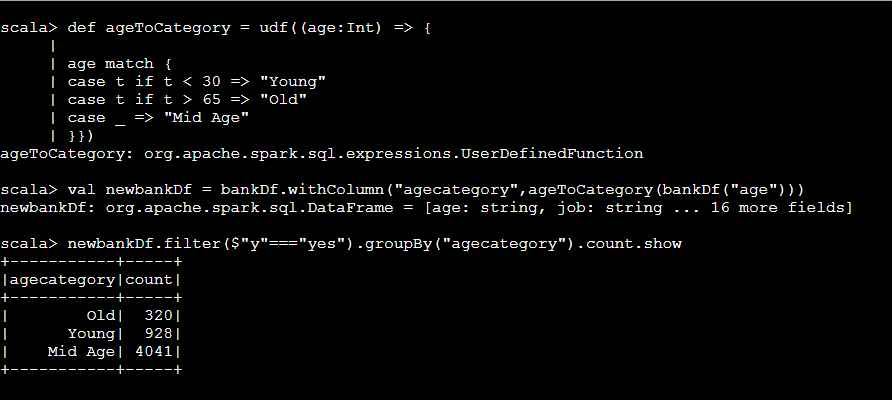 scala> def ageToCategory = udf((age:Int) => {
     |
     | age match {
     | case t if t < 30 => "Young"
     | case t if t > 65 => "Old"
     | case _ => "Mid Age"
     | }})
ageToCategory: org.apache.spark.sql.expressions.UserDefinedFunction
scala> val newbankDf = bankDf.withColumn("agecategory",ageToCategory(bankDf("age")))
newbankDf: org.apache.spark.sql.DataFrame = [age: string, job: string ... 16 more fields]
scala> newbankDf.filter($"y"==="yes").groupBy("agecategory").count.show
+-----------+-----+
|agecategory|count|
+-----------+-----+
|        Old|  320|
|      Young|  928|
|    Mid Age| 4041|
+-----------+-----+